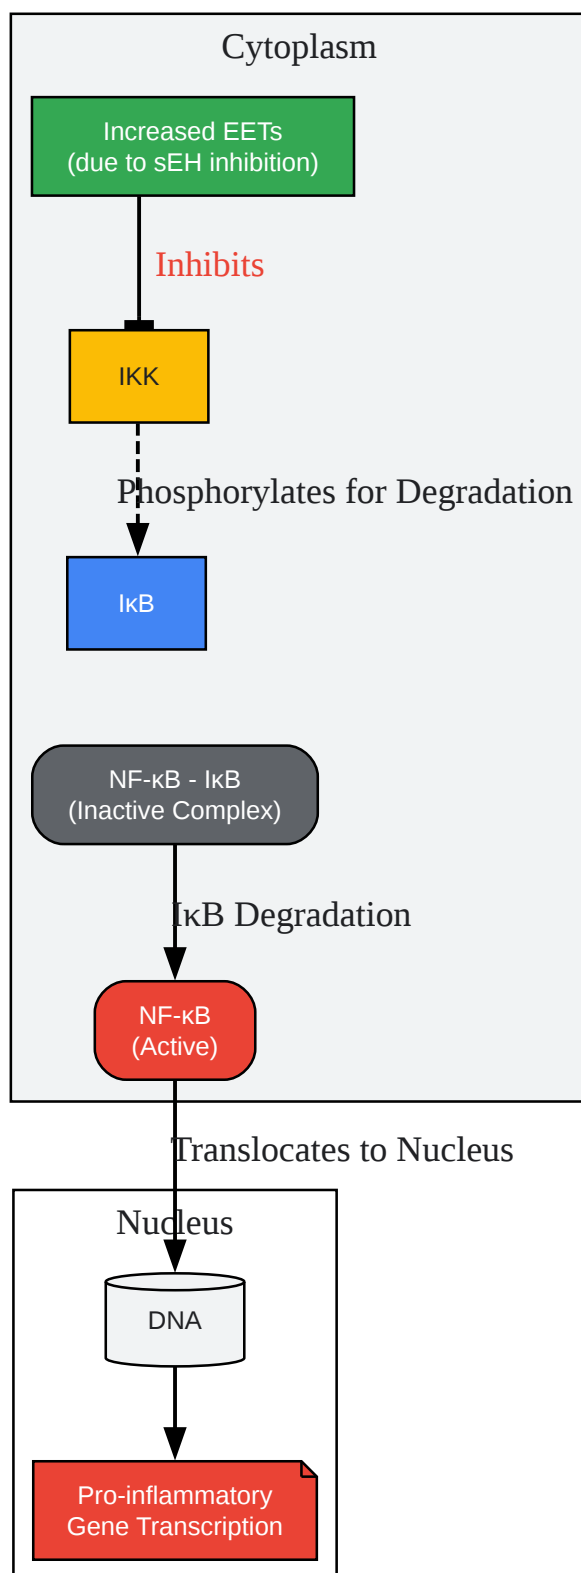 Cytoplasm
Increased EETs
(due to sEH inhibition)
Inhibits
IKK
Phosphorylates for Degradation
IκB
NF-κB - IκB
(Inactive Complex)
IκB Degradation
NF-κB
(Active)
Translocates to Nucleus
Nucleus
DNA
Pro-inflammatory
Gene Transcription